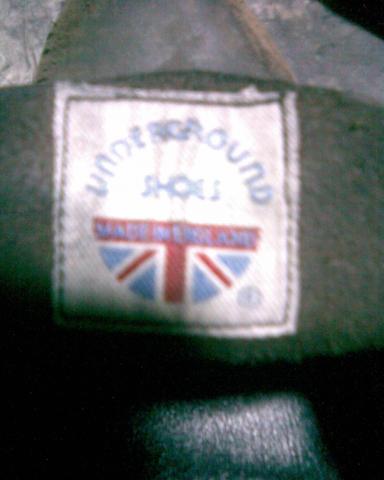 UNDERGROUND
SHOES
MADE IN ENGLAND
®